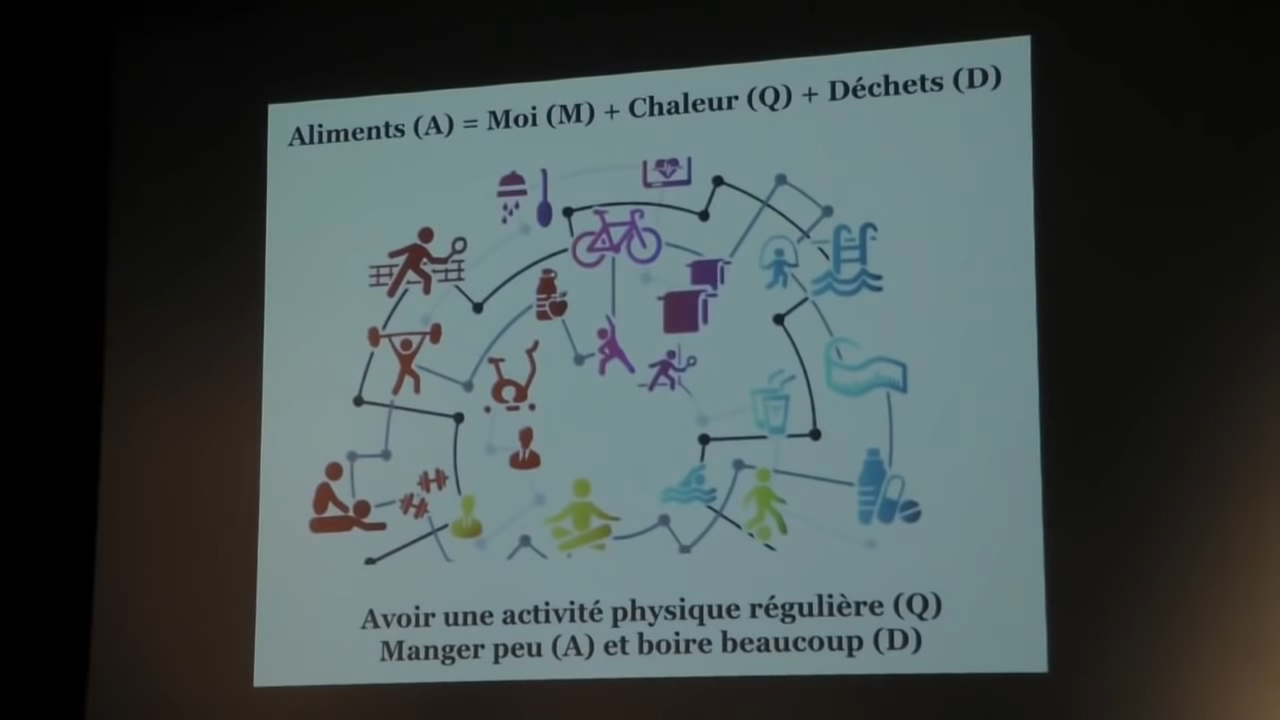 Aliments (A) = Moi (M) + Chaleur (Q) + Déchets (D)
Avoir une activité physique régulière (Q)
Manger peu (A) et boire beaucoup (D)